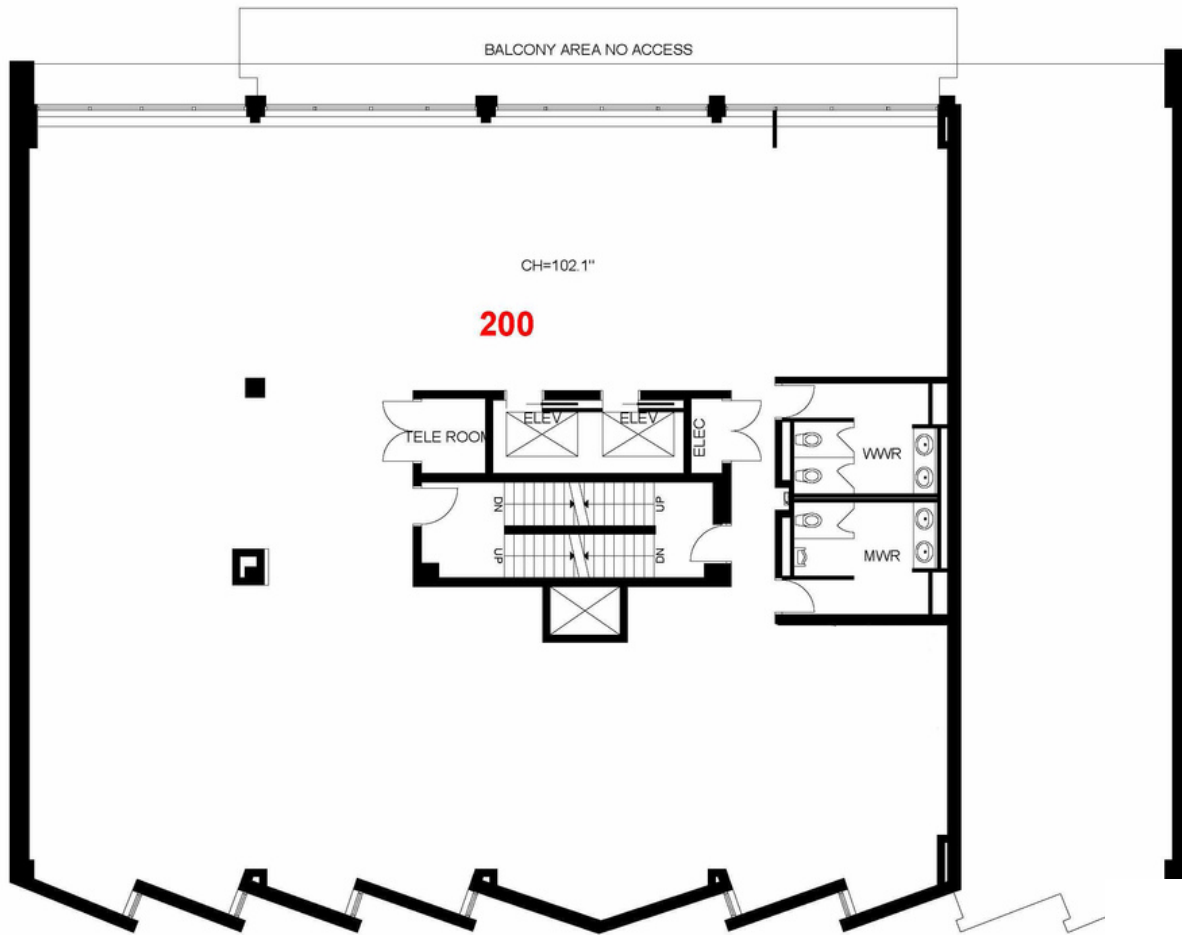 BALCONY AREA NO ACCESS
CH=102.1"
200
ELEV
ELEV
TELE ROOM
ELEC
WWR
DN
UP
UP
DN
MWR